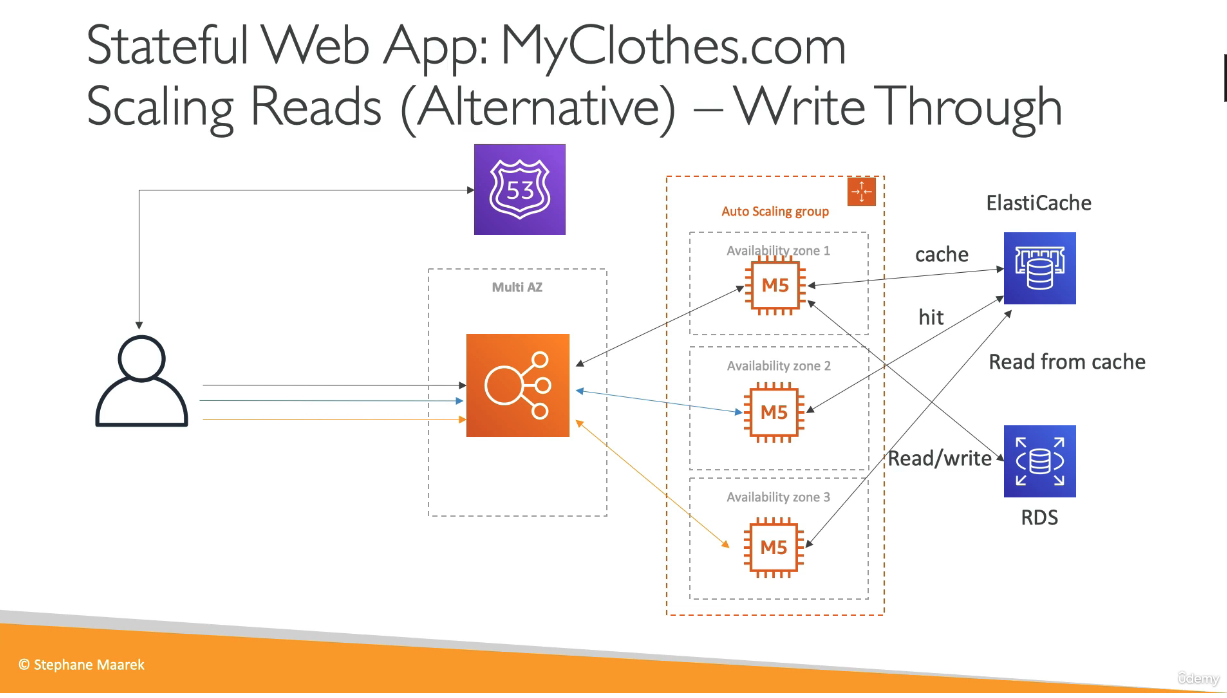 Stateful Web App: MyClothes.com
Scaling Reads (Alternative) – Write Through
53
Auto Scaling group
ElastiCache
Multi AZ
Availability zone 1
M5
cache
hit
Availability zone 2
M5
Read from cache
Read/write
Availability zone 3
M5
RDS
© Stephane Maarek
ûdemy